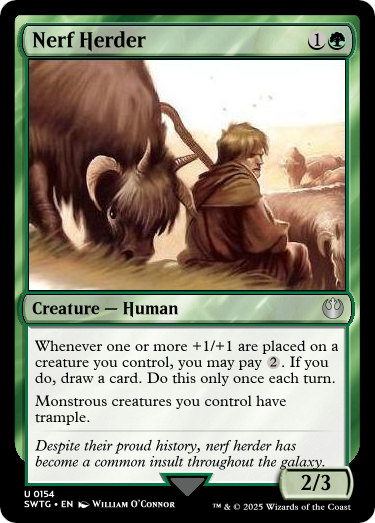 Nerf Herder 1
Creature — Human
Whenever one or more +1/+1 are placed on a
creature you control, you may pay 2. If you
do, draw a card. Do this only once each turn.
Monstrous creatures you control have
trample.
Despite their proud history, nerf herder has
become a common insult throughout the galaxy.
2/3
U 0154
SWTG • EN William O'Connor
™ & © 2025 Wizards of the Coast